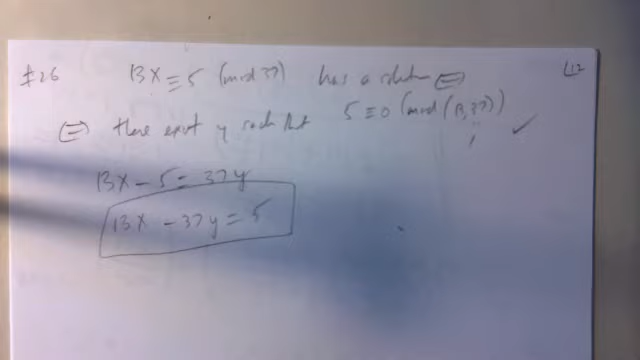 #26 13x ≡ 5 (mod 37) has a solution ⇔ L12
5 ≡ 0 (mod (13, 37)) ✓
⇔ there exist y such that
13x - 5 = 37y
13x - 37y = 5